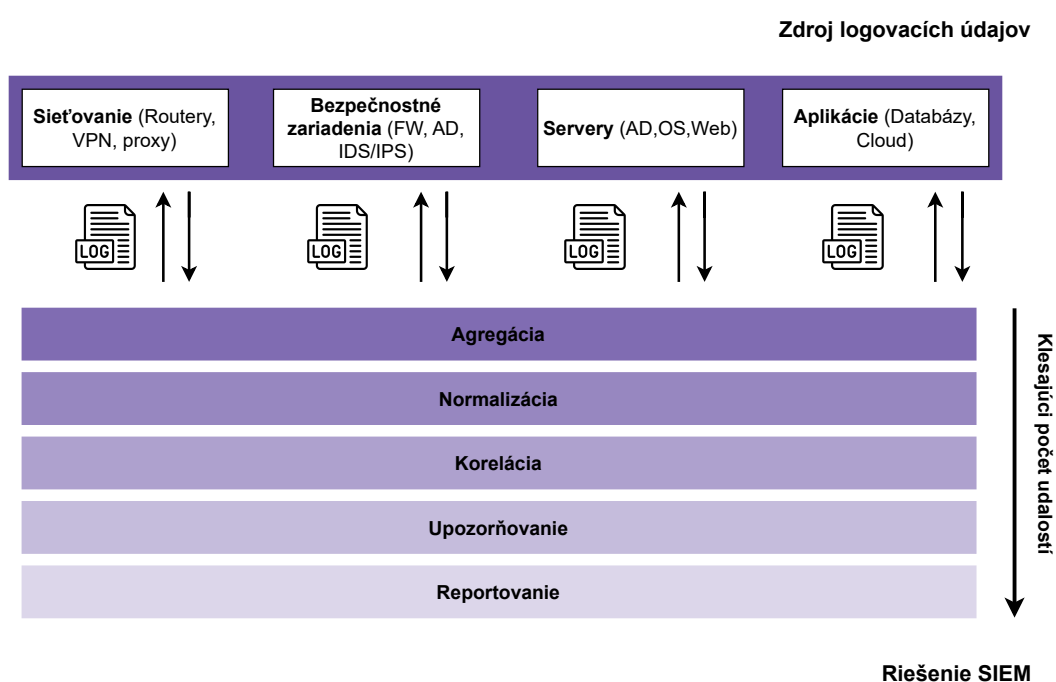 Zdroj logovacích údajov
Sieťovanie (Routery,
VPN, proxy)
Bezpečnostné
zariadenia (FW, AD,
IDS/IPS)
Servery (AD,OS,Web)
Aplikácie (Databázy,
Cloud)
LOG
LOG
LOG
LOG
Agregácia
Normalizácia
Korelácia
Upozorňovanie
Reportovanie
Klesajúci počet udalostí
Riešenie SIEM